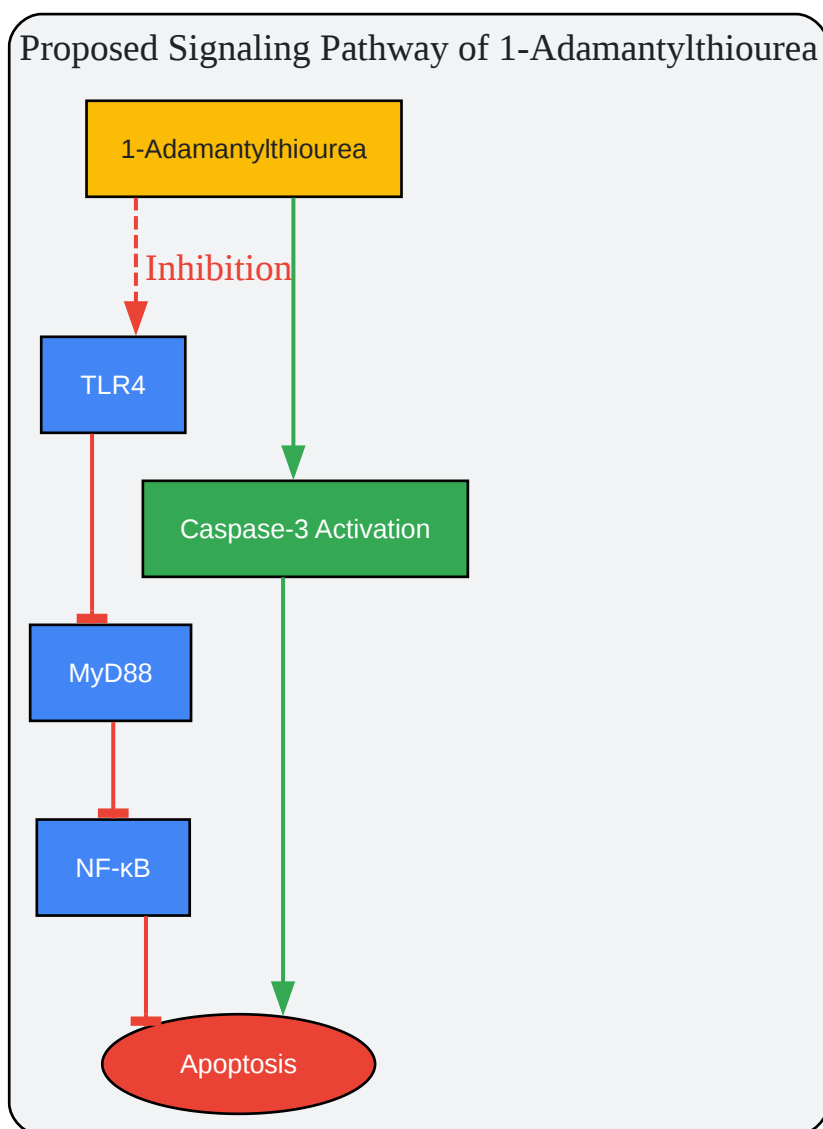 Proposed Signaling Pathway of 1-Adamantylthiourea
1-Adamantylthiourea
Inhibition
TLR4
Caspase-3 Activation
MyD88
NF-κB
Apoptosis